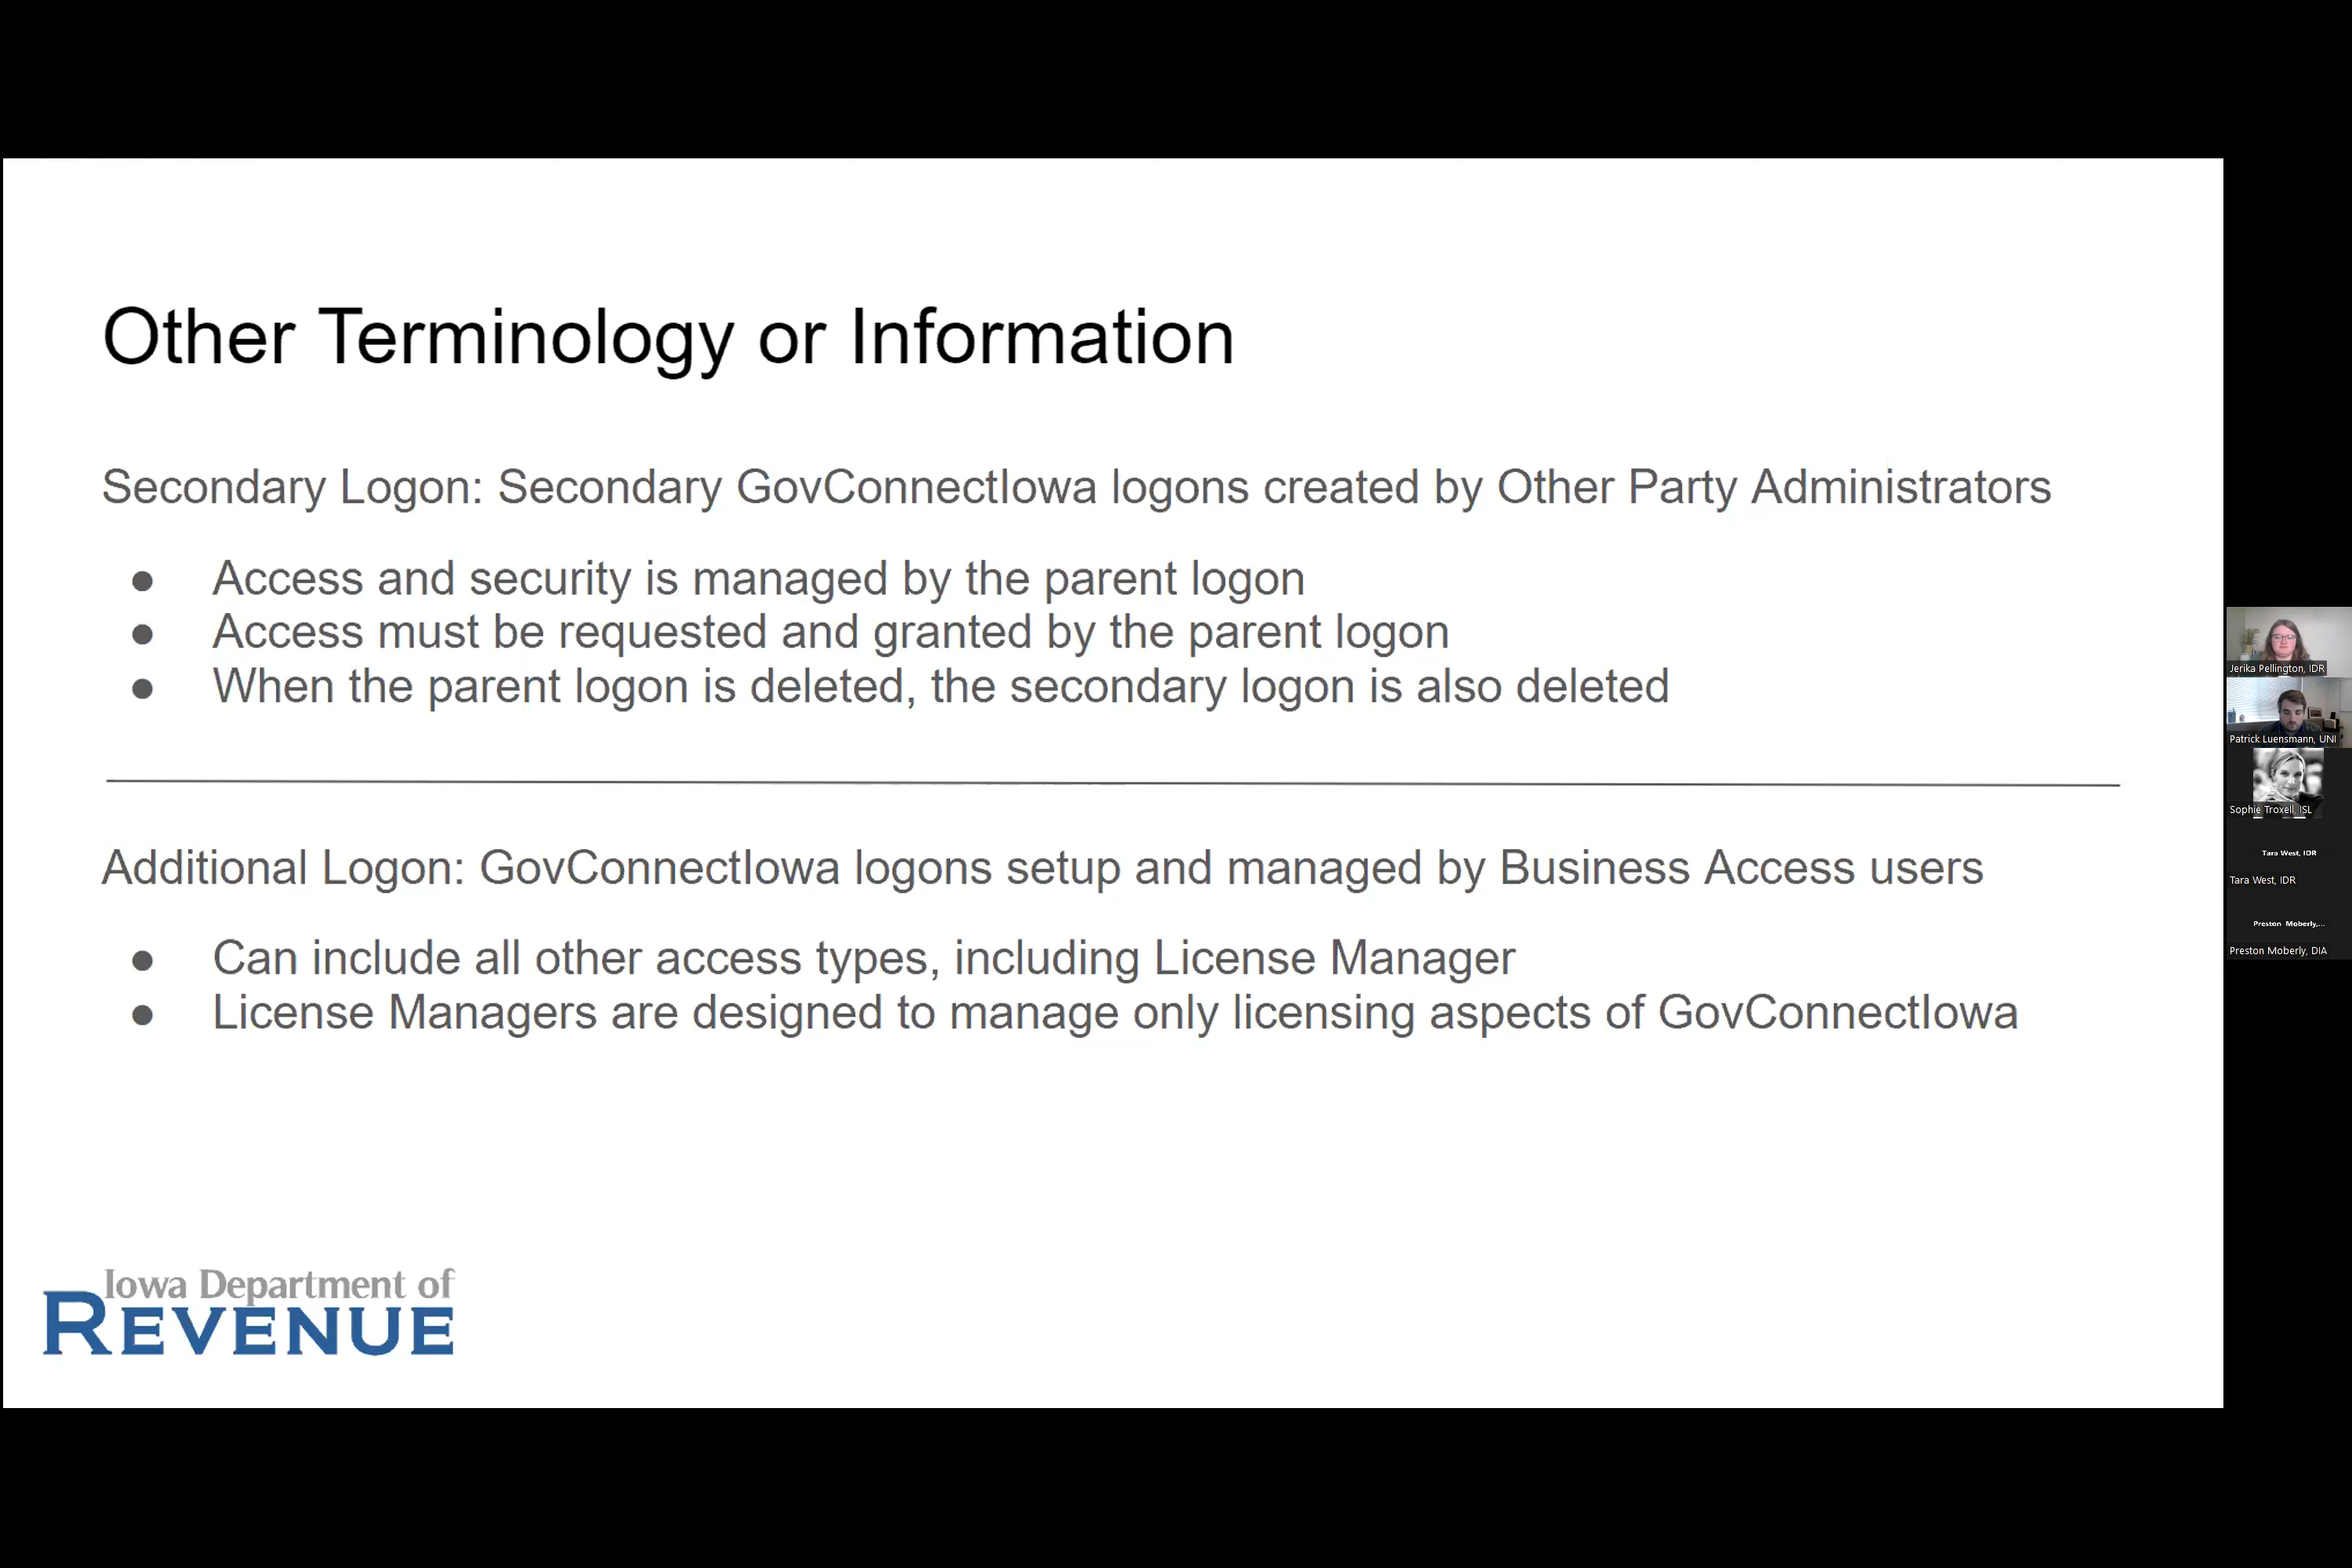 Other Terminology or Information
Secondary Logon: Secondary GovConnectIowa logons created by Other Party Administrators
● Access and security is managed by the parent logon
● Access must be requested and granted by the parent logon
● When the parent logon is deleted, the secondary logon is also deleted
Additional Logon: GovConnectIowa logons setup and managed by Business Access users
● Can include all other access types, including License Manager
● License Managers are designed to manage only licensing aspects of GovConnectIowa
Iowa Department of
REVENUE
Jerika Pellington, IDR
Patrick Luensmann, UNI
Sophie Troxell, ISL
Tara West, IDR
Tara West, IDR
Preston Moberly,...
Preston Moberly, DIA